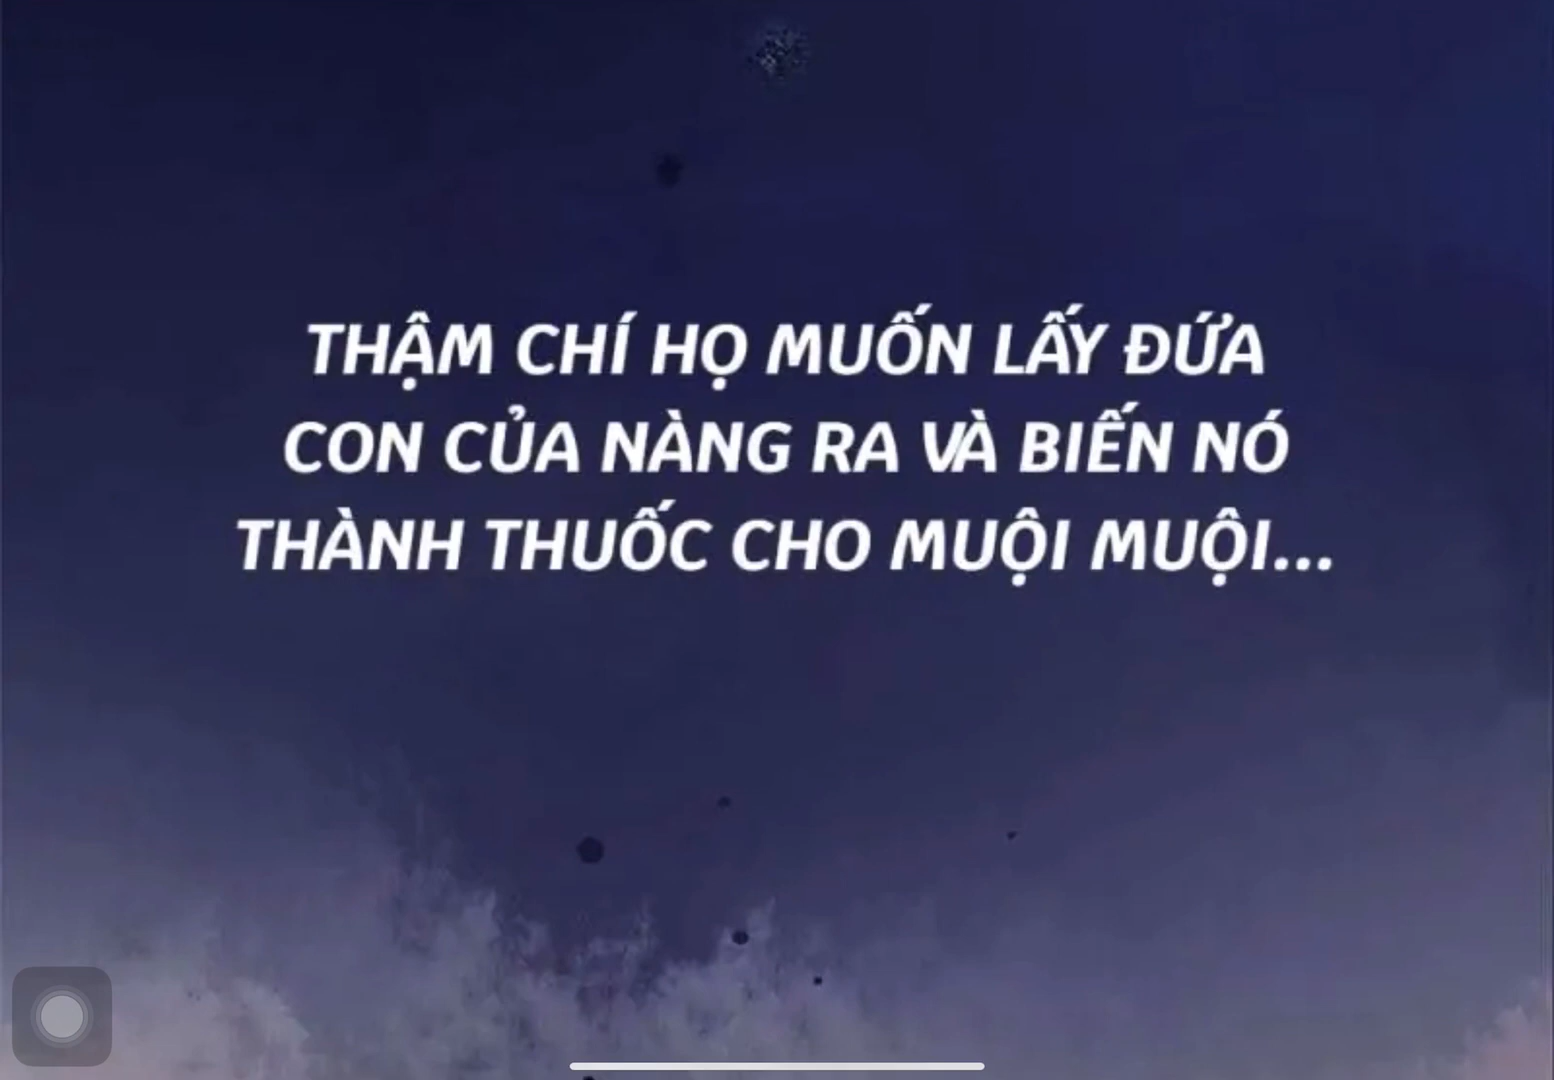 THẬM CHÍ HỌ MUỐN LẤY ĐỨA
CON CỦA NÀNG RA VÀ BIẾN NÓ
THÀNH THUỐC CHO MUỘI MUỘI...